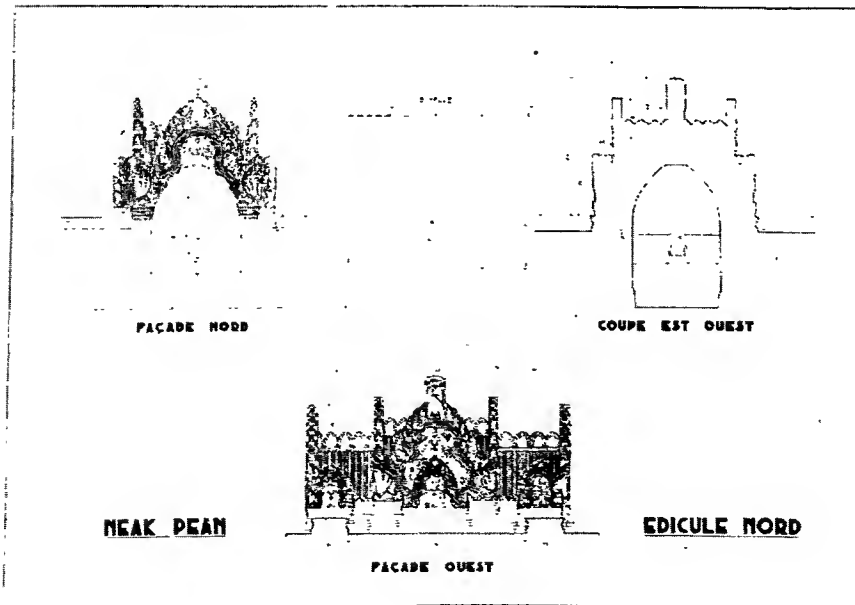 FAÇADE NORD
COUPE EST OUEST
NEAK PEAN
EDICULE NORD
FAÇADE OUEST